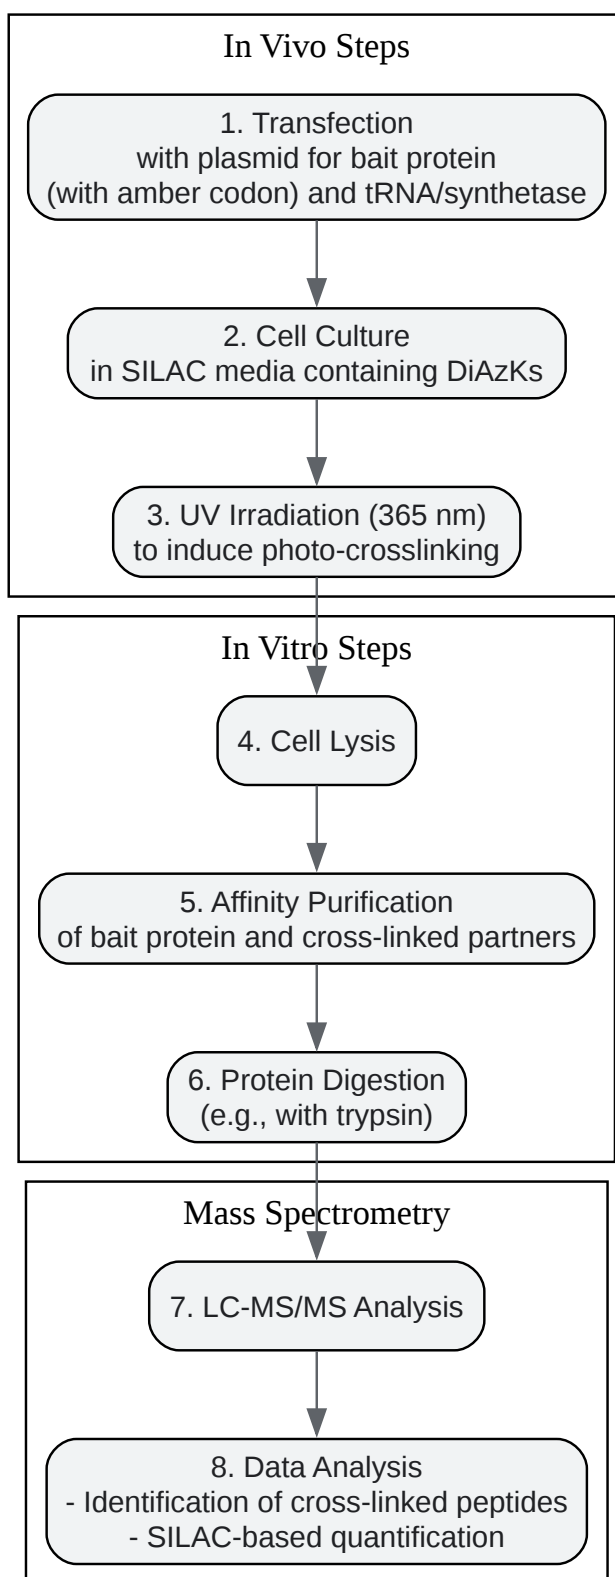 In Vivo Steps
1. Transfection
with plasmid for bait protein
(with amber codon) and tRNA/synthetase
2. Cell Culture
in SILAC media containing DiAzKs
3. UV Irradiation (365 nm)
to induce photo-crosslinking
In Vitro Steps
4. Cell Lysis
5. Affinity Purification
of bait protein and cross-linked partners
6. Protein Digestion
(e.g., with trypsin)
Mass Spectrometry
7. LC-MS/MS Analysis
8. Data Analysis
- Identification of cross-linked peptides
- SILAC-based quantification